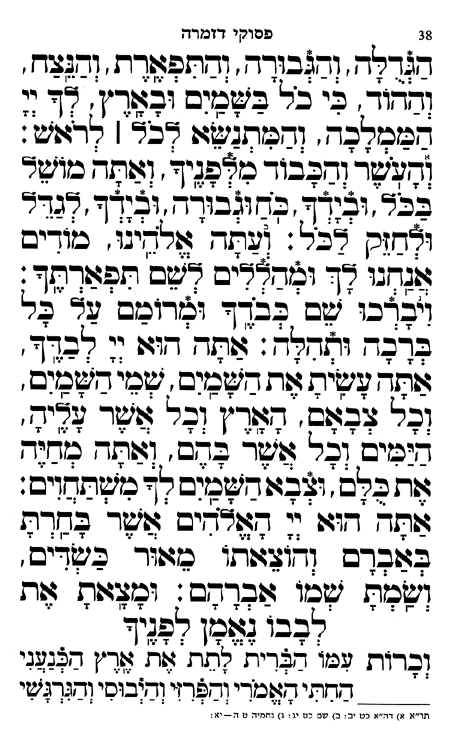 38 פסוקי דזמרה
הַגְּדֻלָּה, וְהַגְּבוּרָה, וְהַתִּפְאֶרֶת, וְהַנֵּצַח,
וְהַהוֹד, כִּי כֹל בַּשָּׁמַיִם וּבָאָרֶץ, לְךָ יְיָ
הַמַּמְלָכָה, וְהַמִּתְנַשֵּׂא לְכֹל | לְרֹאשׁ:
וְהָעֹשֶׁר וְהַכָּבוֹד מִלְּפָנֶיךָ, וְאַתָּה מוֹשֵׁל
בַּכֹּל, וּבְיָדְךָ, כֹּחַ וּגְבוּרָה, וּבְיָדְךָ, לְגַדֵּל
וּלְחַזֵּק לַכֹּל: וְעַתָּה אֱלֹהֵינוּ, מוֹדִים
אֲנַחְנוּ לָךְ וּמְהַלְלִים לְשֵׁם תִּפְאַרְתֶּךָ:
וִיבָרְכוּ שֵׁם כְּבֹדֶךָ וּמְרוֹמַם עַל כָּל
בְּרָכָה וּתְהִלָּה: אַתָּה הוּא יְיָ לְבַדֶּךָ,
אַתָּה עָשִׂיתָ אֶת הַשָּׁמַיִם, שְׁמֵי הַשָּׁמַיִם,
וְכָל צְבָאָם, הָאָרֶץ וְכָל אֲשֶׁר עָלֶיהָ,
הַיַּמִּים וְכָל אֲשֶׁר בָּהֶם, וְאַתָּה מְחַיֶּה
אֶת כֻּלָּם, וּצְבָא הַשָּׁמַיִם לְךָ מִשְׁתַּחֲוִים:
אַתָּה הוּא יְיָ הָאֱלֹהִים אֲשֶׁר בָּחַרְתָּ
בְּאַבְרָם וְהוֹצֵאתוֹ מֵאוּר כַּשְׂדִּים,
וְשַׂמְתָּ שְׁמוֹ אַבְרָהָם: וּמָצָאתָ אֶת
לְבָבוֹ נֶאֱמָן לְפָנֶיךָ
וְכָרוֹת עִמּוֹ הַבְּרִית לָתֵת אֶת אֶרֶץ הַכְּנַעֲנִי
הַחִתִּי הָאֱמֹרִי וְהַפְּרִזִּי וְהַיְבוּסִי וְהַגִּרְגָּשִׁי
תר״א א) דה״א כט יב: ב) שם כט יג: ג) נחמיה ט ה—יא: